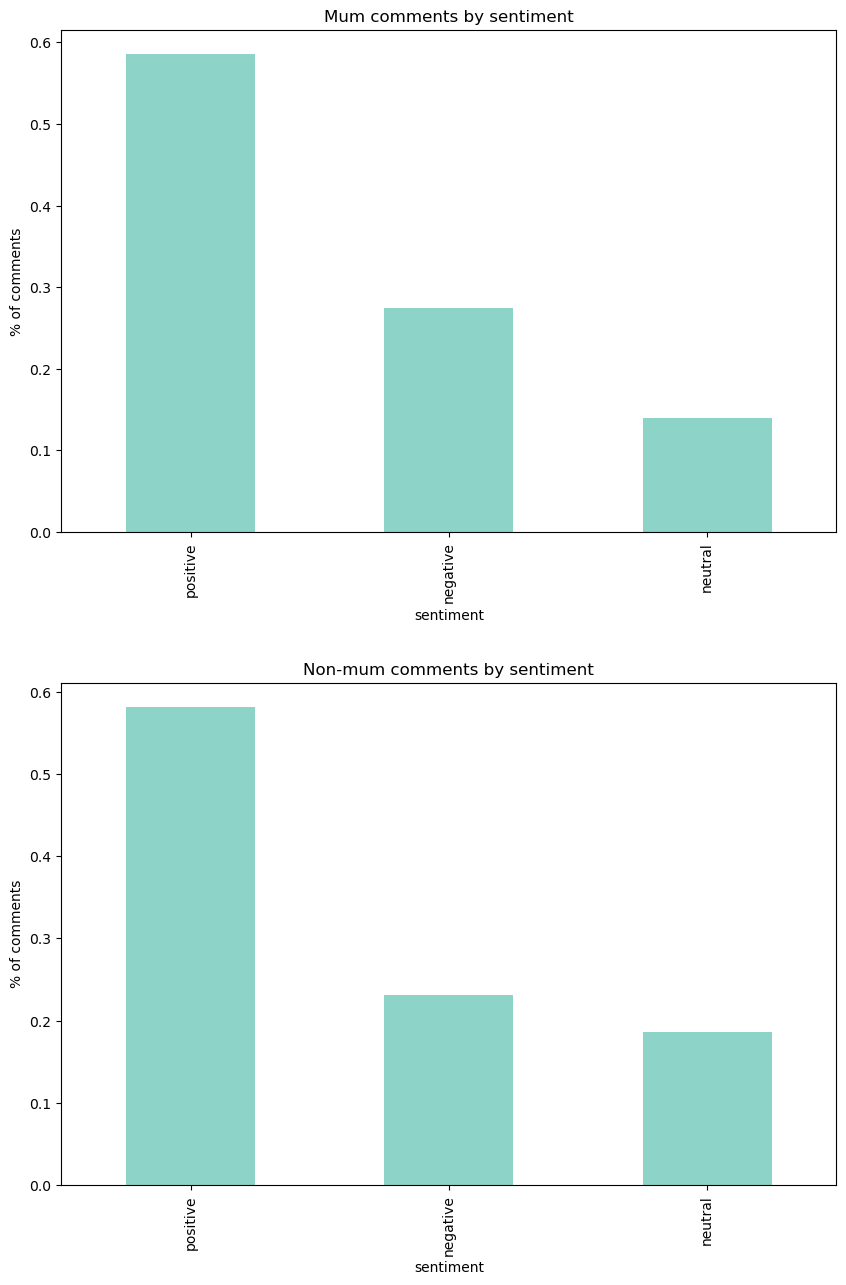 Mum comments by sentiment
0.6
0.5
0.4
0.3
0.2
0.1
0.0
% of comments
positive
negative
neutral
sentiment
Non-mum comments by sentiment
0.6
0.5
0.4
0.3
0.2
0.1
0.0
% of comments
positive
negative
neutral
sentiment